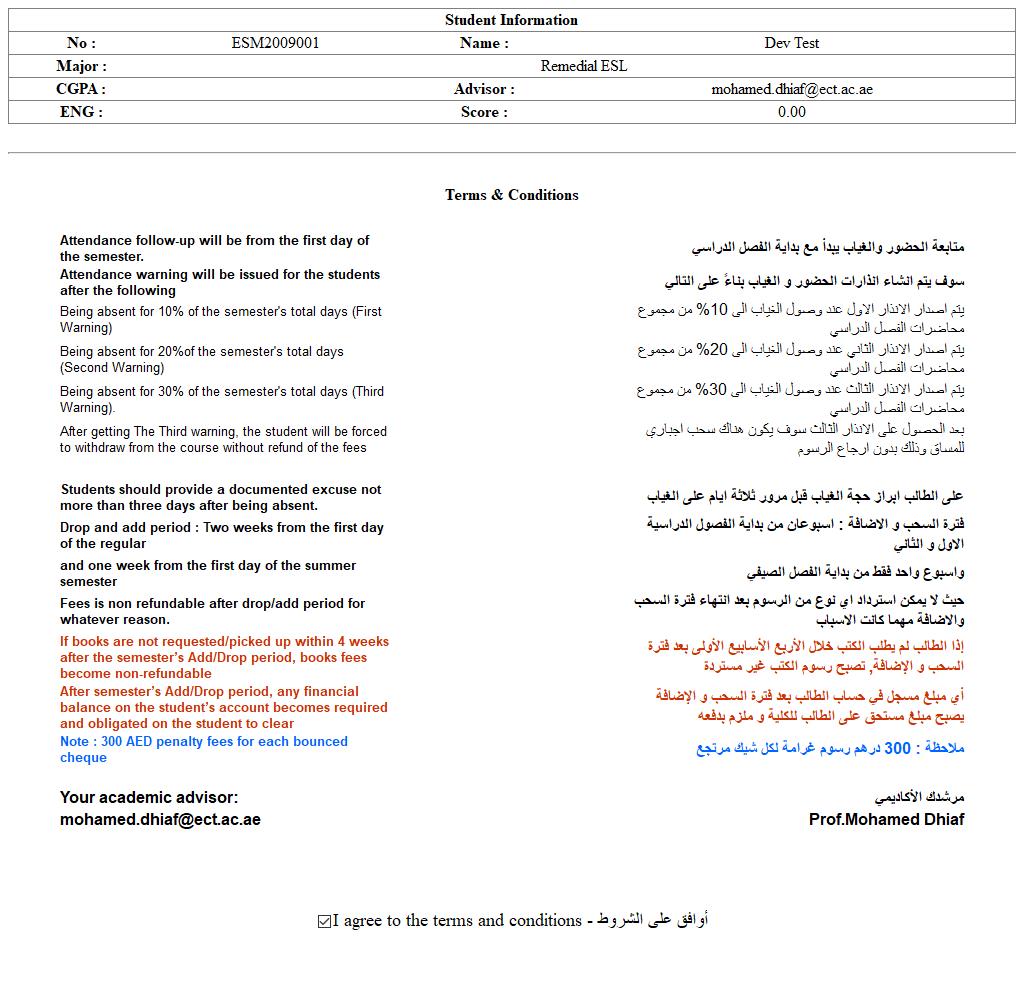 Student Information
No : ESM2009001 Name : Dev Test
Major : Remedial ESL
CGPA : Advisor : mohamed.dhiaf@ect.ac.ae
ENG : Score : 0.00
Terms & Conditions
Attendance follow-up will be from the first day of
the semester.
متابعة الحضور والغياب يبدأ مع بداية الفصل الدراسي
Attendance warning will be issued for the students
after the following
سوف يتم انشاء انذارات الحضور و الغياب بناءً على التالي
Being absent for 10% of the semester's total days (First
Warning)
يتم اصدار الانذار الاول عند وصول الغياب الى 10% من مجموع
محاضرات الفصل الدراسي
Being absent for 20%of the semester's total days
(Second Warning)
يتم اصدار الانذار الثاني عند وصول الغياب الى 20% من مجموع
محاضرات الفصل الدراسي
Being absent for 30% of the semester's total days (Third
Warning).
يتم اصدار الانذار الثالث عند وصول الغياب الى 30% من مجموع
محاضرات الفصل الدراسي
After getting The Third warning, the student will be forced
to withdraw from the course without refund of the fees
بعد الحصول على الانذار الثالث سوف يكون هناك سحب اجباري
للمساق وذلك بدون ارجاع الرسوم
Students should provide a documented excuse not
more than three days after being absent.
على الطالب ابراز حجة الغياب قبل مرور ثلاثة ايام على الغياب
Drop and add period : Two weeks from the first day
of the regular
فترة السحب و الاضافة : اسبوعان من بداية الفصول الدراسية
الاول و الثاني
and one week from the first day of the summer
semester
واسبوع واحد فقط من بداية الفصل الصيفي
Fees is non refundable after drop/add period for
whatever reason.
حيث لا يمكن استرداد اي نوع من الرسوم بعد انتهاء فترة السحب
والاضافة مهما كانت الاسباب
If books are not requested/picked up within 4 weeks
after the semester's Add/Drop period, books fees
become non-refundable
إذا الطالب لم يطلب الكتب خلال الأربع الأسابيع الأولى بعد فترة
السحب و الإضافة, تصبح رسوم الكتب غير مستردة
After semester's Add/Drop period, any financial
balance on the student's account becomes required
and obligated on the student to clear
أي مبلغ مسجل في حساب الطالب بعد فترة السحب و الإضافة
يصبح مبلغ مستحق على الطالب للكلية و ملزم بدفعه
Note : 300 AED penalty fees for each bounced
cheque
ملاحظة : 300 درهم رسوم غرامة لكل شيك مرتجع
Your academic advisor:
mohamed.dhiaf@ect.ac.ae
مرشدك الأكاديمي
Prof.Mohamed Dhiaf
I agree to the terms and conditions - أوافق على الشروط